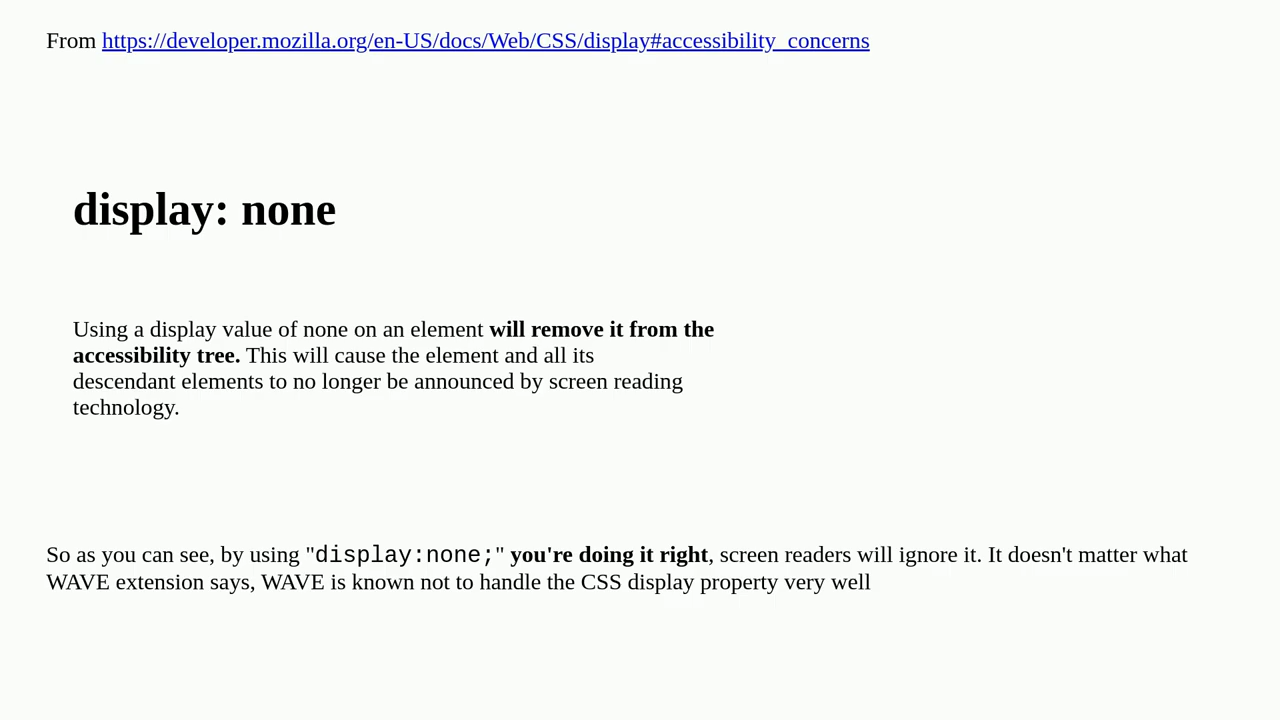 From https://developer.mozilla.org/en-US/docs/Web/CSS/display#accessibility_concerns
display: none
Using a display value of none on an element will remove it from the
accessibility tree. This will cause the element and all its
descendant elements to no longer be announced by screen reading
technology.
So as you can see, by using "display:none;" you're doing it right, screen readers will ignore it. It doesn't matter what
WAVE extension says, WAVE is known not to handle the CSS display property very well